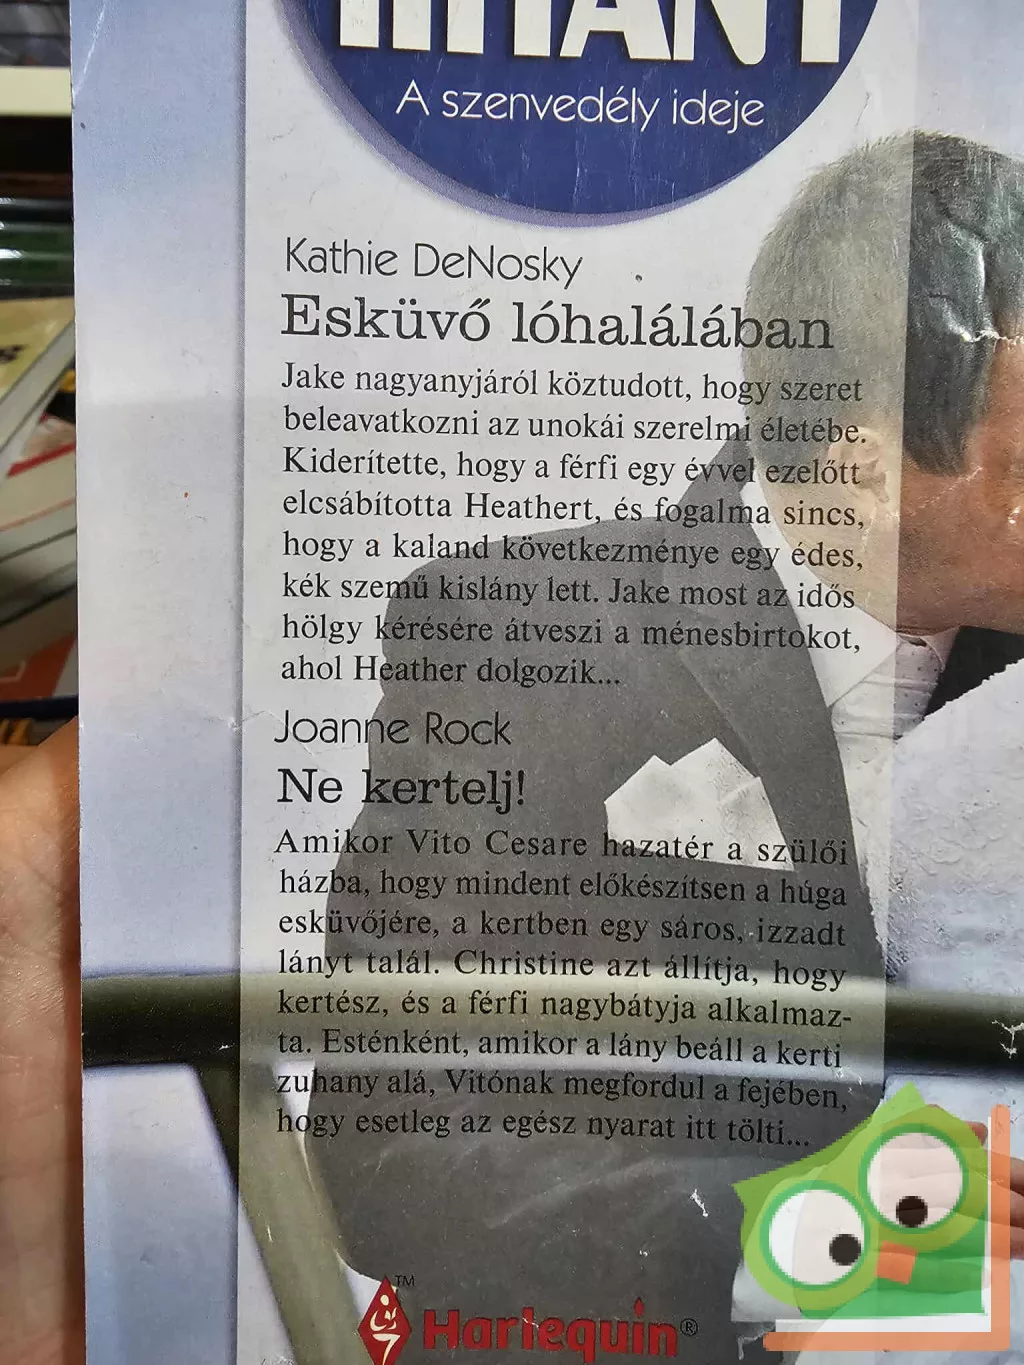 A szenvedély ideje
Kathie DeNosky
Esküvő lóhalálában
Jake nagyanyjáról köztudott, hogy szeret
beleavatkozni az unokái szerelmi életébe.
Kiderítette, hogy a férfi egy évvel ezelőtt
elcsábította Heathert, és fogalma sincs,
hogy a kaland következménye egy édes,
kék szemű kislány lett. Jake most az idős
hölgy kérésére átveszi a ménesbirtokot,
ahol Heather dolgozik...
Joanne Rock
Ne kertelj!
Amikor Vito Cesare hazatér a szülői
házba, hogy mindent előkészítsen a húga
esküvőjére, a kertben egy sáros, izzadt
lányt talál. Christine azt állítja, hogy
kertész, és a férfi nagybátyja alkalmaz-
ta. Esténként, amikor a lány beáll a kerti
zuhany alá, Vitónak megfordul a fejében,
hogy esetleg az egész nyarat itt tölti...
TM
Harlequin®